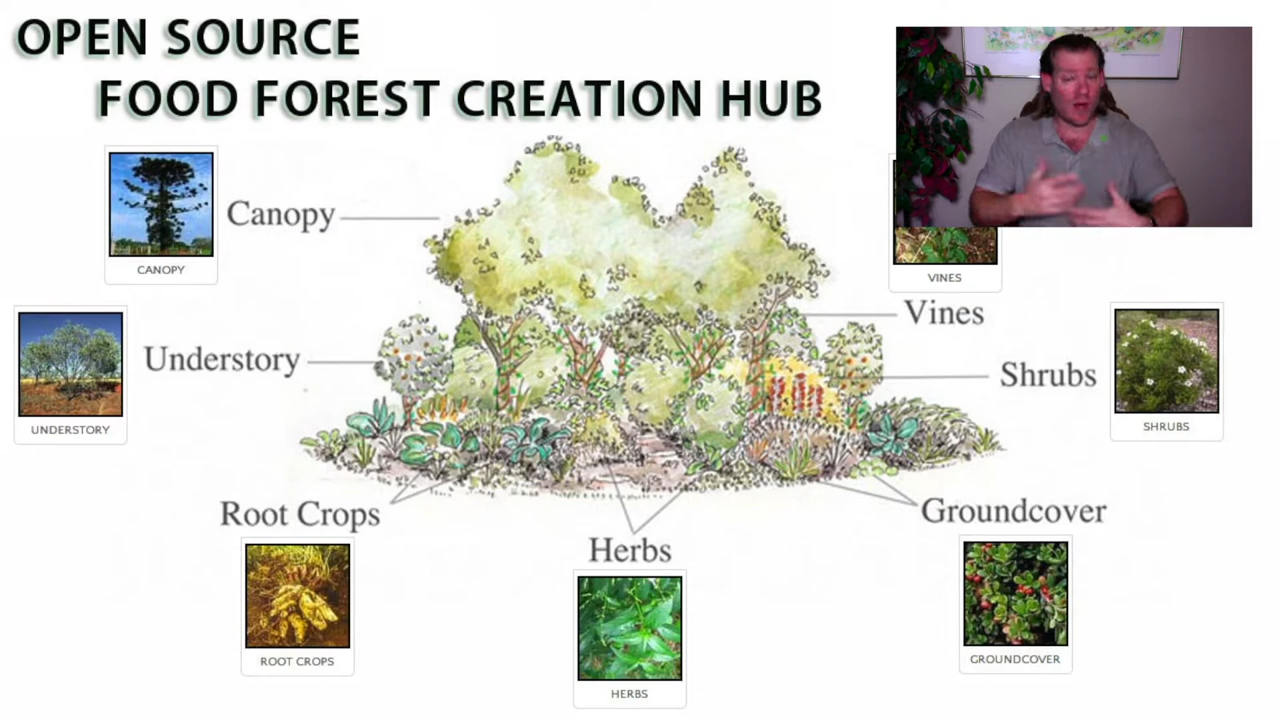 OPEN SOURCE
FOOD FOREST CREATION HUB
CANOPY
Canopy
VINES
Vines
UNDERSTORY
Understory
Shrubs
SHRUBS
Root Crops
Groundcover
Herbs
ROOT CROPS
HERBS
GROUNDCOVER